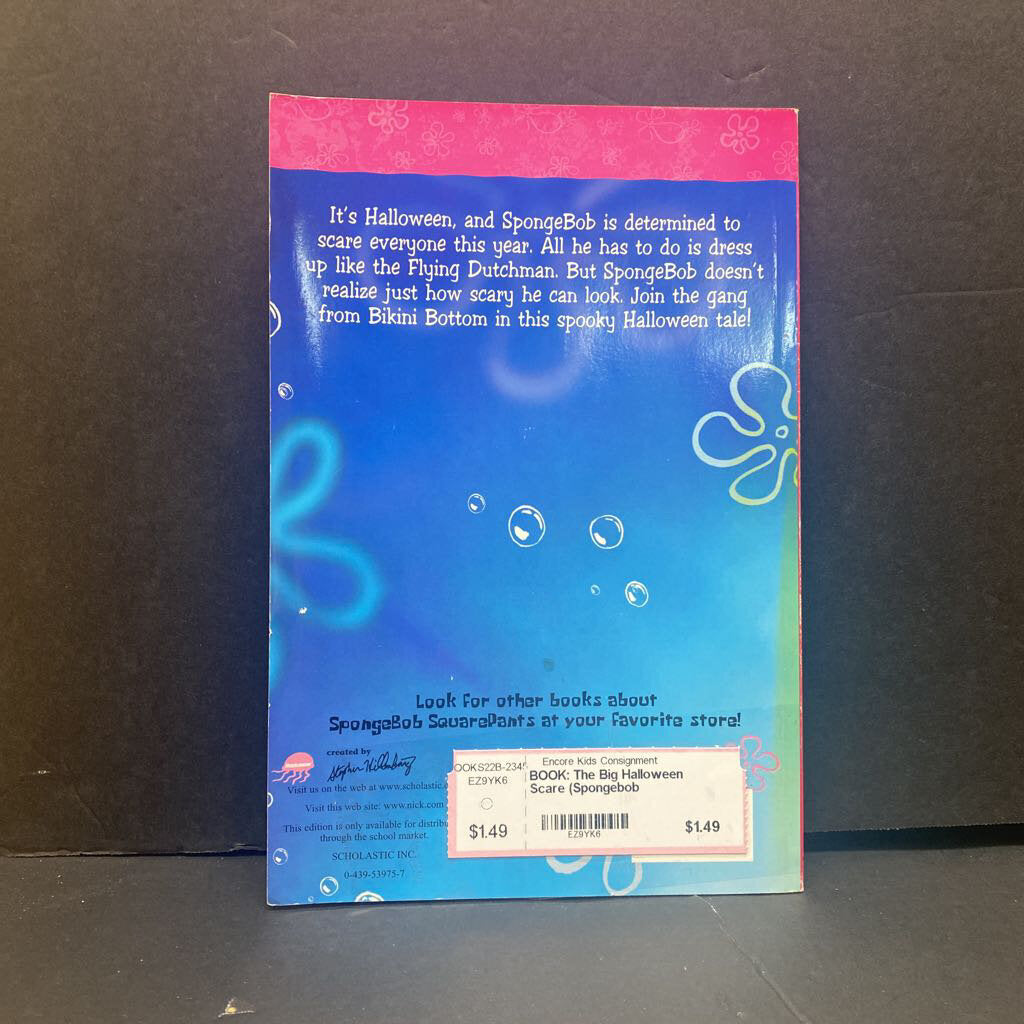 It's Halloween, and SpongeBob is determined to
scare everyone this year. All he has to do is dress
up like the Flying Dutchman. But SpongeBob doesn't
realize just how scary he can look. Join the gang
from Bikini Bottom in this spooky Halloween tale!
Look for other books about
SpongeBob SquarePants at your favorite store!
created by
Stephen Hillenburg
Visit us on the web at www.scholastic.
Visit this web site: www.nick.com
This edition is only available for distribu
through the school market.
SCHOLASTIC INC.
0-439-53975-7
OOKS22B-2345
EZ9YK6
$1.49
Encore Kids Consignment
BOOK: The Big Halloween
Scare (Spongebob
EZ9YK6
$1.49